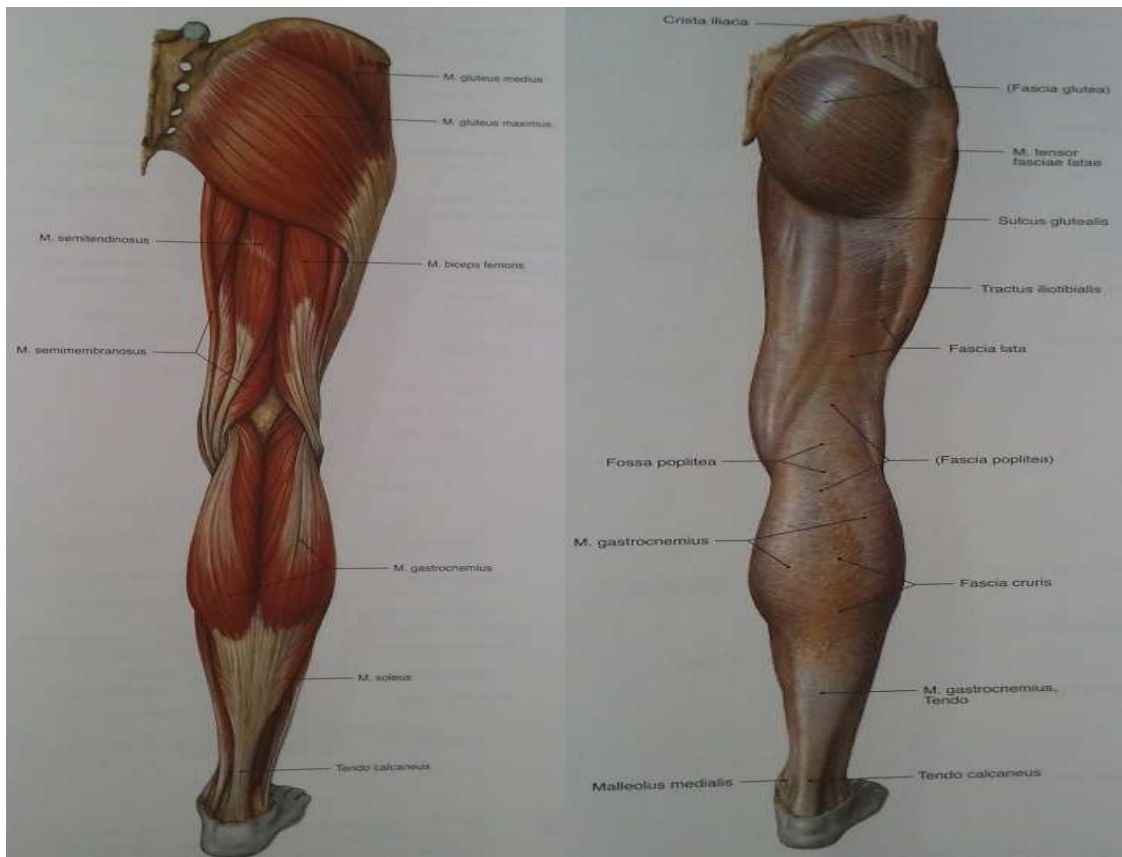 M. gluteus medius
M. gluteus maximus
M. semitendinosus
M. biceps femoris
M. semimembranosus
M. gastrocnemius
M. soleus
Tendo calcaneus
Crista iliaca
(Fascia glutea)
M. tensor
fasciae latae
Sulcus glutealis
Tractus iliotibialis
Fascia lata
Fossa poplitea
(Fascia poplitea)
M. gastrocnemius
Fascia cruris
M. gastrocnemius,
Tendo
Malleolus medialis
Tendo calcaneus